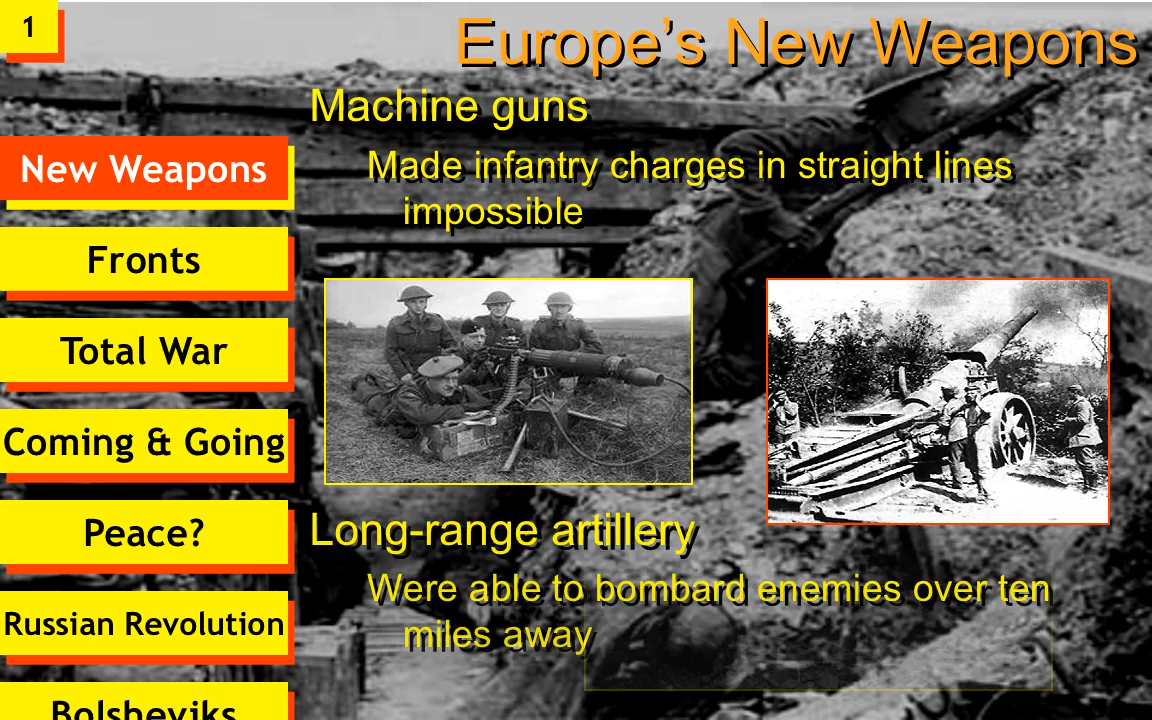 1
Europe’s New Weapons
Machine guns
Made infantry charges in straight lines
impossible
New Weapons
Fronts
Total War
Coming & Going
Peace?
Russian Revolution
Bolsheviks
Long-range artillery
Were able to bombard enemies over ten
miles away